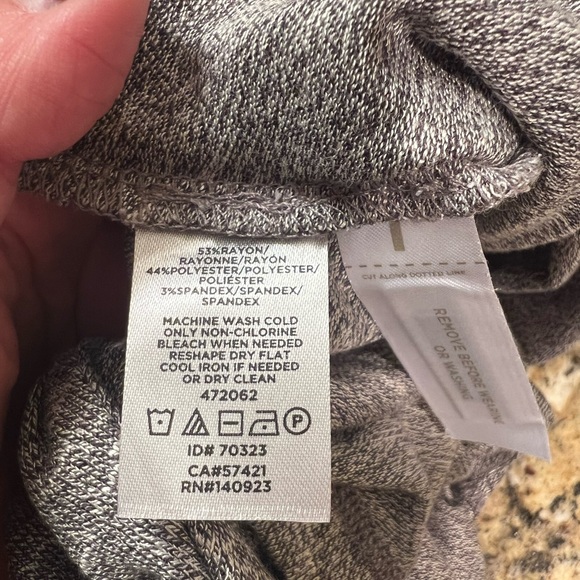 53%RAYON/
RAYONNE/RAYON
44%POLYESTER/POLYESTER/
POLIÉSTER
3%SPANDEX/SPANDEX/
SPANDEX
MACHINE WASH COLD
ONLY NON-CHLORINE
BLEACH WHEN NEEDED
RESHAPE DRY FLAT
COOL IRON IF NEEDED
OR DRY CLEAN
472062
P
ID# 70323
CA#57421
RN#140923
CUT ALONG DOTTED LINE
REMOVE BEFORE WEARING
OR WASHING